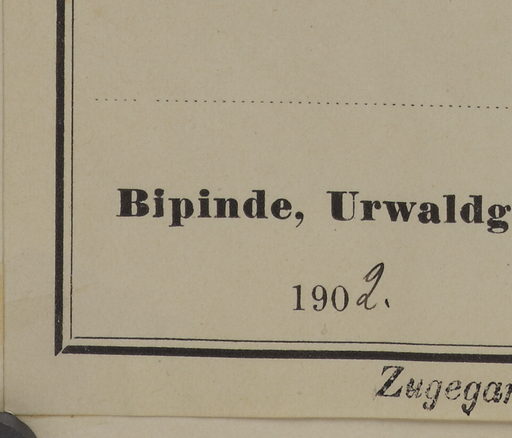 Bipinde, Urwaldg
1902.
Zugegan